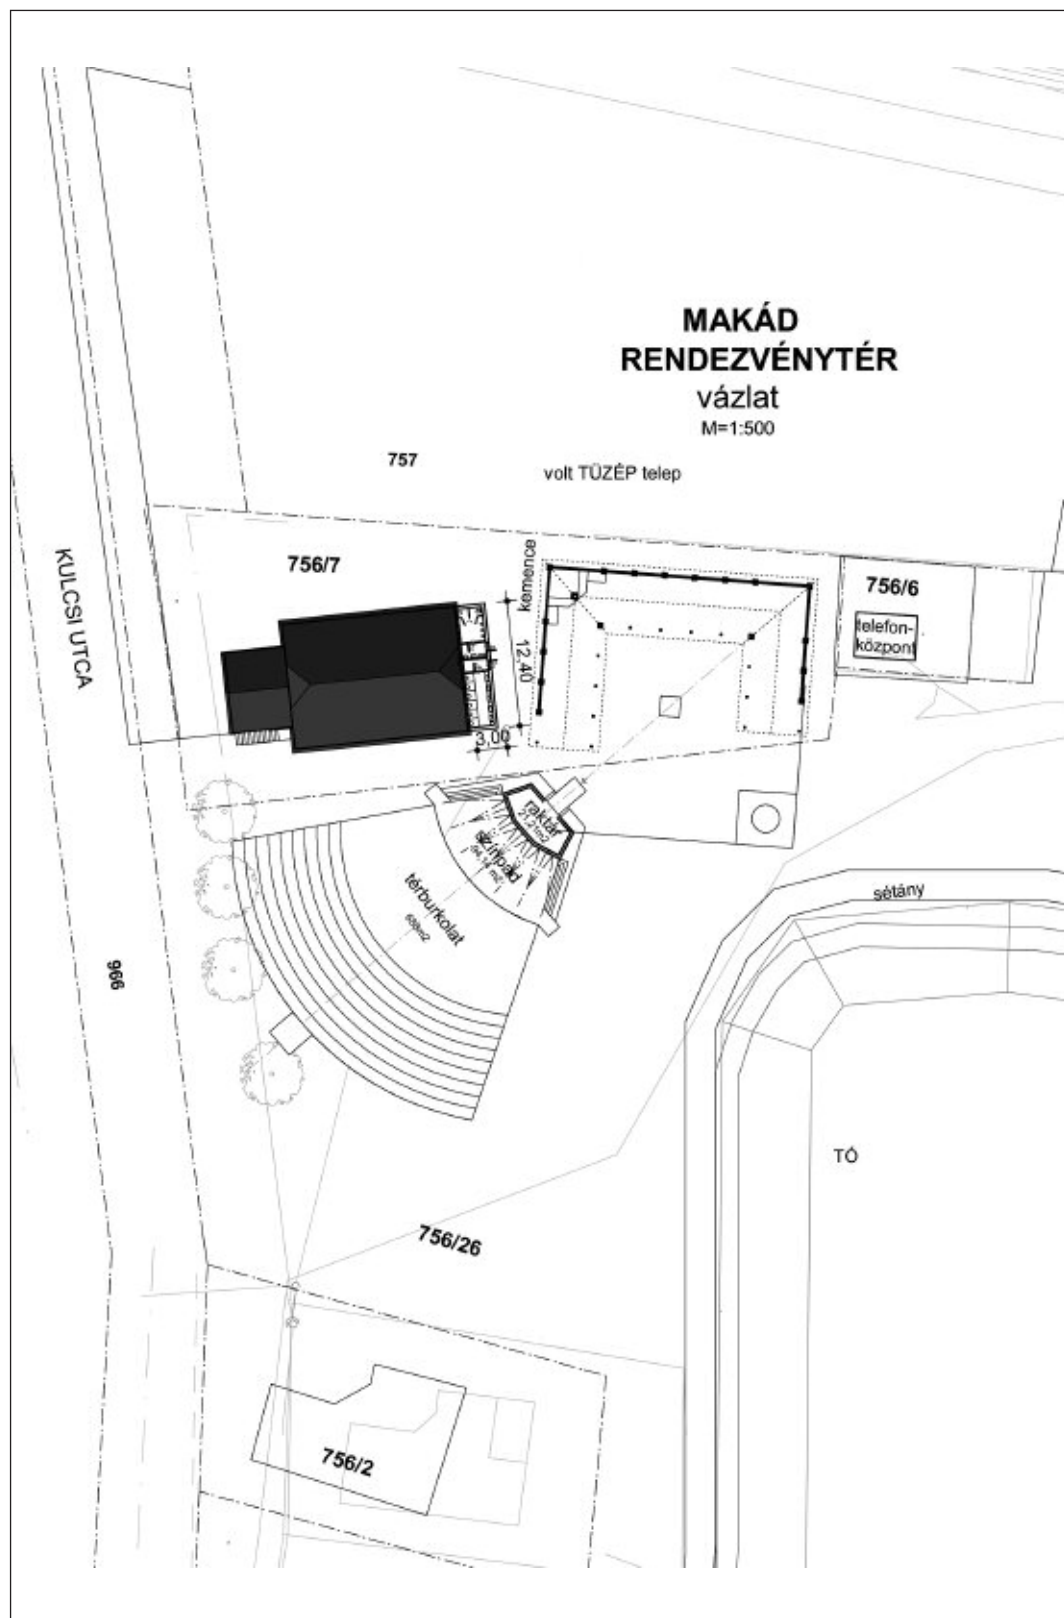 MAKÁD
RENDEZVÉNYTÉR
vázlat
M=1:500
757
volt TÜZÉP telep
KULCSI UTCA
756/7
kemence
12.40
3,00
756/6
telefon-
központ
raktár
színpad
térburkolat
sétány
966
TÓ
756/26
756/2